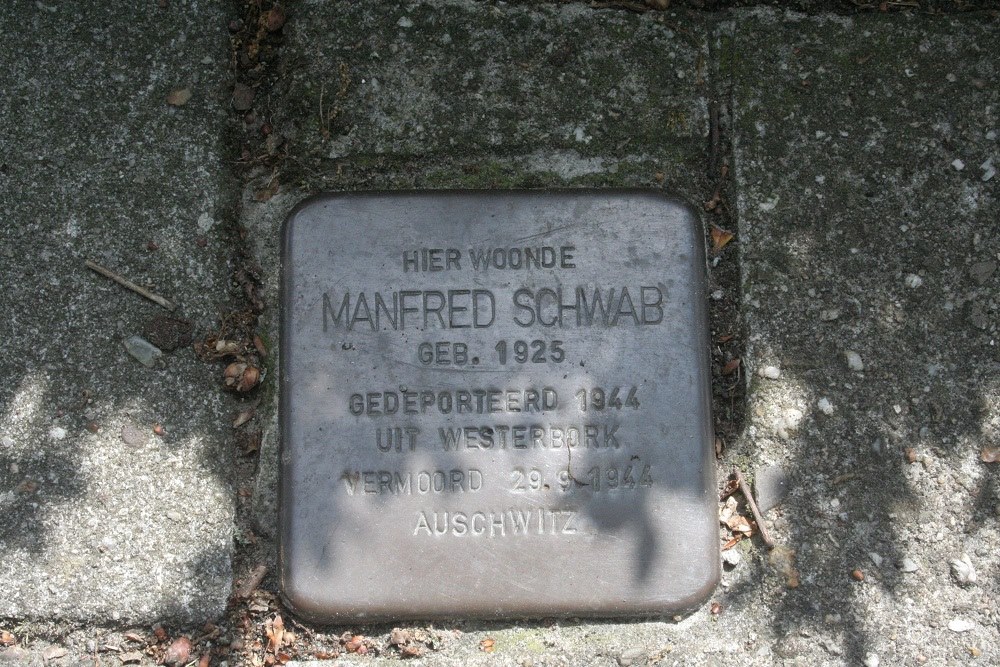 HIER WOONDE
MANFRED SCHWAB
GEB. 1925
GEDEPORTEERD 1944
UIT WESTERBORK
VERMOORD 29.9.1944
AUSCHWITZ